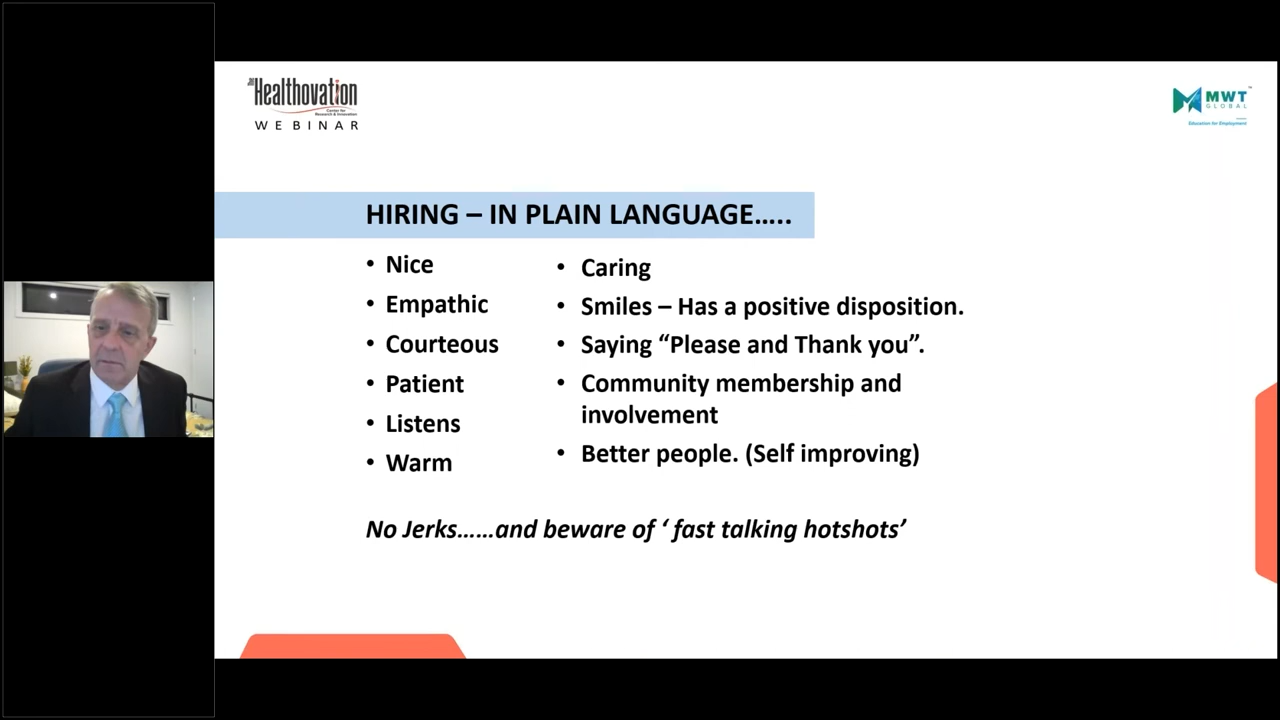 The Healthovation
Center for
Research & Innovation
WEBINAR
MWT
GLOBAL
Education for Employment
HIRING – IN PLAIN LANGUAGE…..
• Nice
• Empathic
• Courteous
• Patient
• Listens
• Warm
• Caring
• Smiles – Has a positive disposition.
• Saying “Please and Thank you”.
• Community membership and
involvement
• Better people. (Self improving)
No Jerks……and beware of ‘ fast talking hotshots’